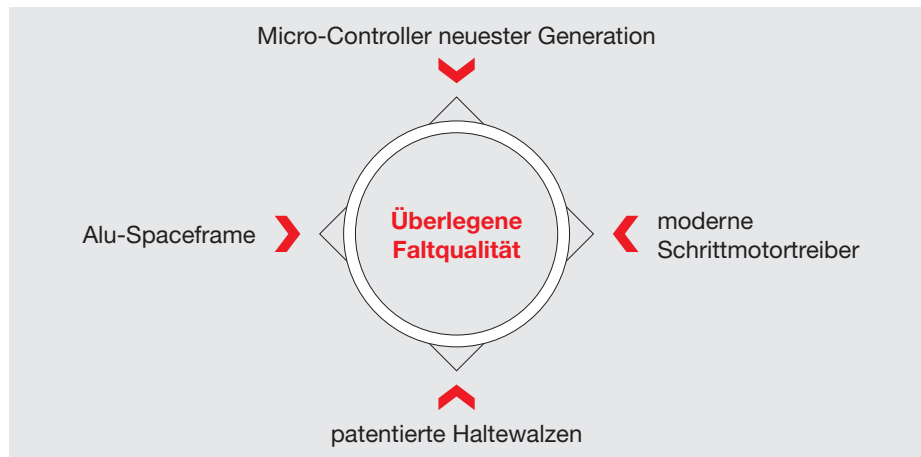 Micro-Controller neuester Generation
Alu-Spaceframe
Überlegene
Faltqualität
moderne
Schrittmotortreiber
patentierte Haltewalzen